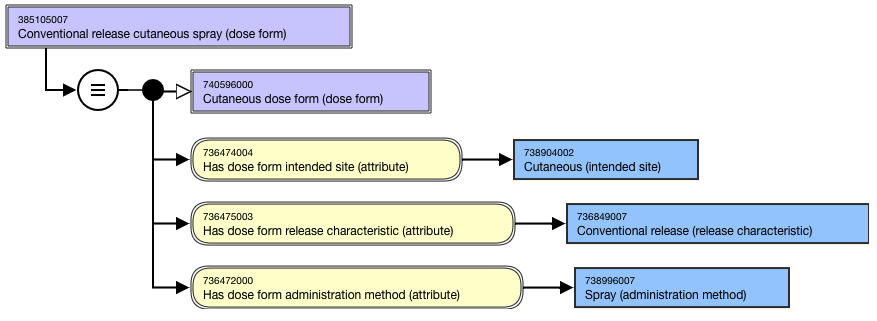 385105007
Conventional release cutaneous spray (dose form)
740596000
Cutaneous dose form (dose form)
736474004
Has dose form intended site (attribute)
738904002
Cutaneous (intended site)
736475003
Has dose form release characteristic (attribute)
736849007
Conventional release (release characteristic)
736472000
Has dose form administration method (attribute)
738996007
Spray (administration method)